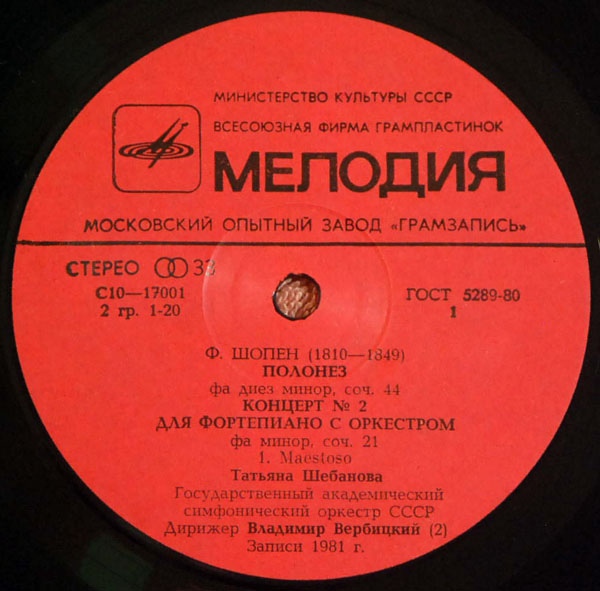 МИНИСТЕРСТВО КУЛЬТУРЫ СССР
ВСЕСОЮЗНАЯ ФИРМА ГРАМПЛАСТИНОК
МЕЛОДИЯ
МОСКОВСКИЙ ОПЫТНЫЙ ЗАВОД «ГРАМЗАПИСЬ»
СТЕРЕО 33
С10—17001
2 гр. 1-20
ГОСТ 5289-80
1
Ф. ШОПЕН (1810—1849)
ПОЛОНЕЗ
фа диез минор, соч. 44
КОНЦЕРТ № 2
ДЛЯ ФОРТЕПИАНО С ОРКЕСТРОМ
фа минор, соч. 21
1. Maestoso
Татьяна Шебанова
Государственный академический
симфонический оркестр СССР
Дирижер Владимир Вербицкий (2)
Записи 1981 г.